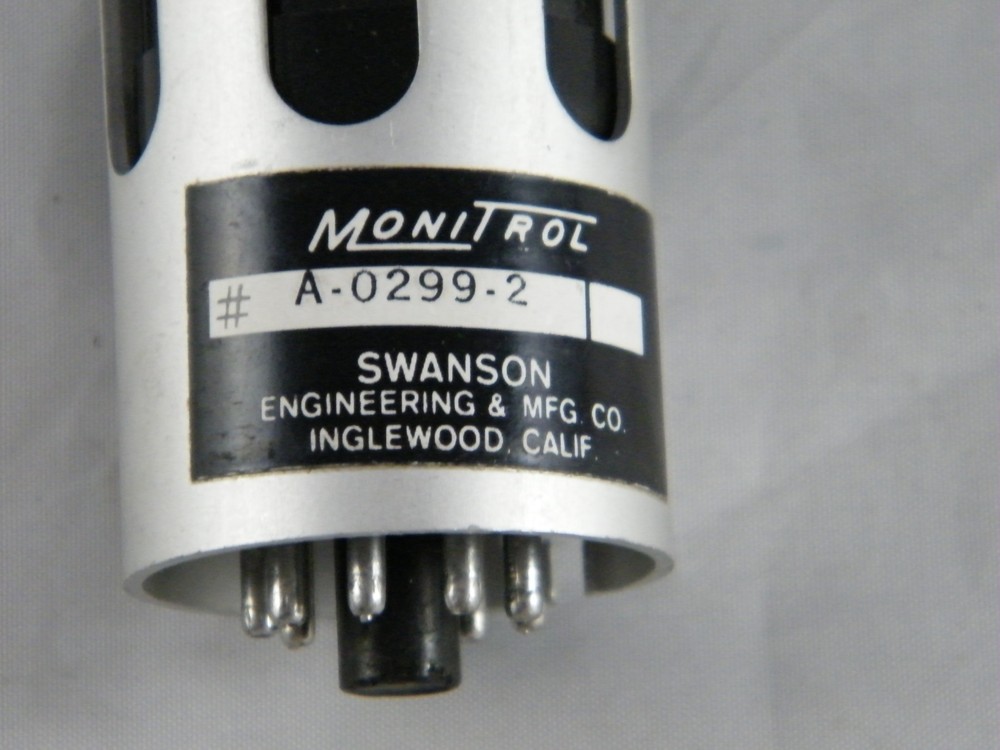 MONITROL
# A-0299-2
SWANSON
ENGINEERING & MFG. CO.
INGLEWOOD, CALIF.